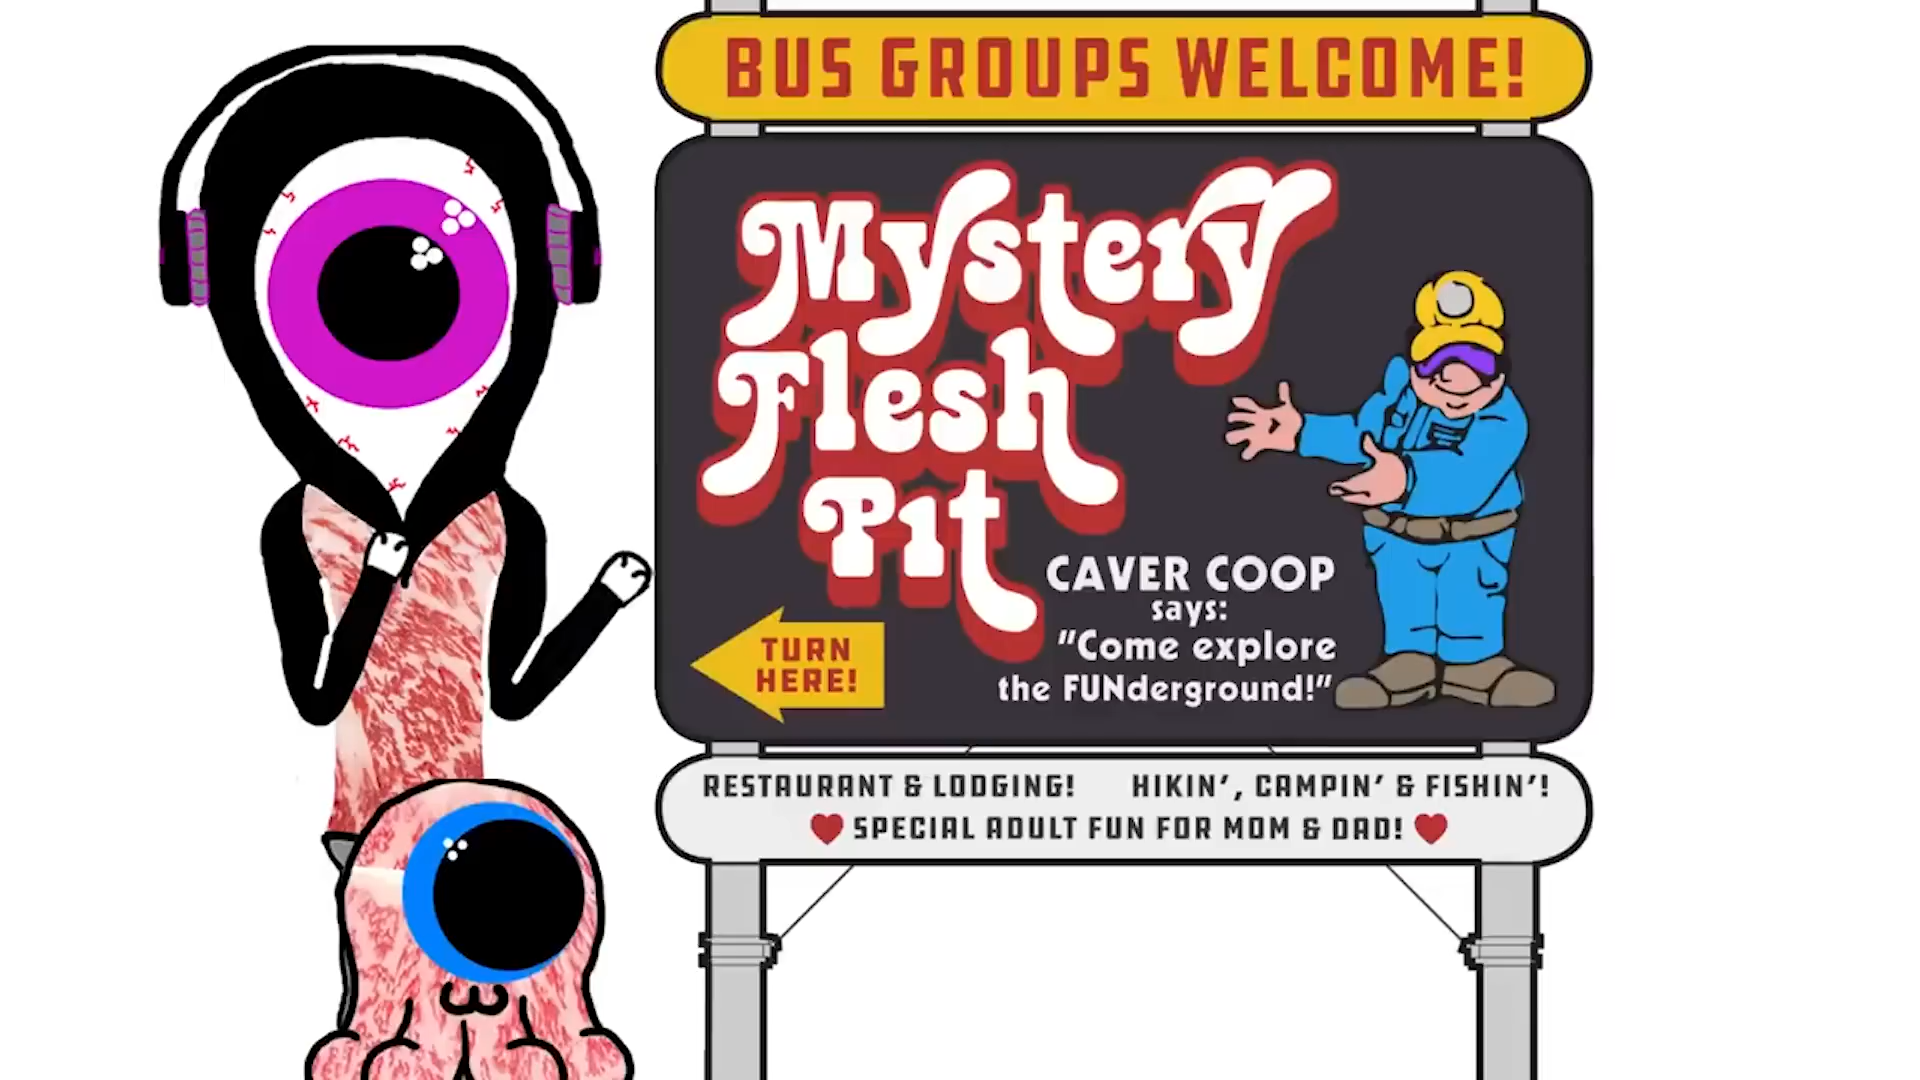 BUS GROUPS WELCOME!
Mystery
Flesh
Pit
CAVER COOP
says:
"Come explore
the FUNderground!"
TURN
HERE!
RESTAURANT & LODGING! HIKIN', CAMPIN' & FISHIN'!
SPECIAL ADULT FUN FOR MOM & DAD!